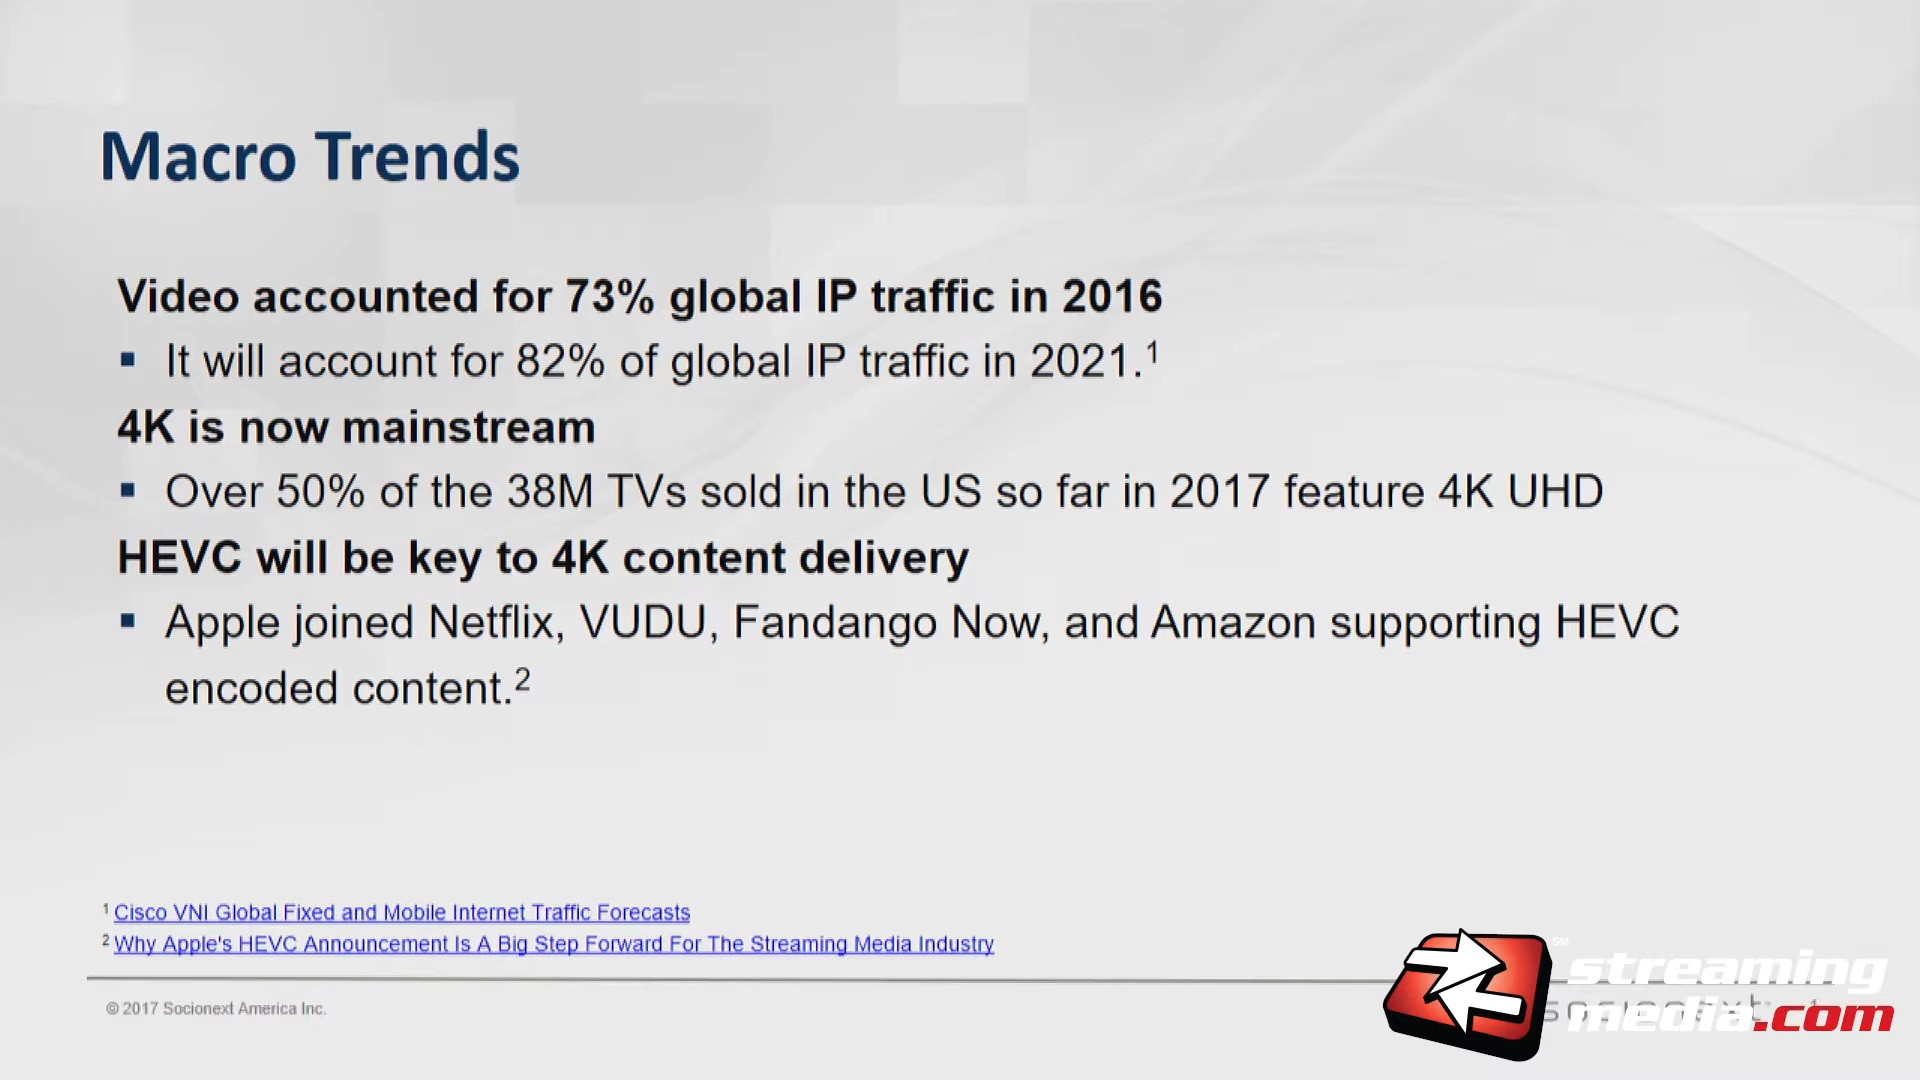 Macro Trends
Video accounted for 73% global IP traffic in 2016
▪ It will account for 82% of global IP traffic in 2021.¹
4K is now mainstream
▪ Over 50% of the 38M TVs sold in the US so far in 2017 feature 4K UHD
HEVC will be key to 4K content delivery
▪ Apple joined Netflix, VUDU, Fandango Now, and Amazon supporting HEVC
encoded content.²
¹ Cisco VNI Global Fixed and Mobile Internet Traffic Forecasts
² Why Apple's HEVC Announcement Is A Big Step Forward For The Streaming Media Industry
© 2017 Socionext America Inc.
SM
streaming
media.com